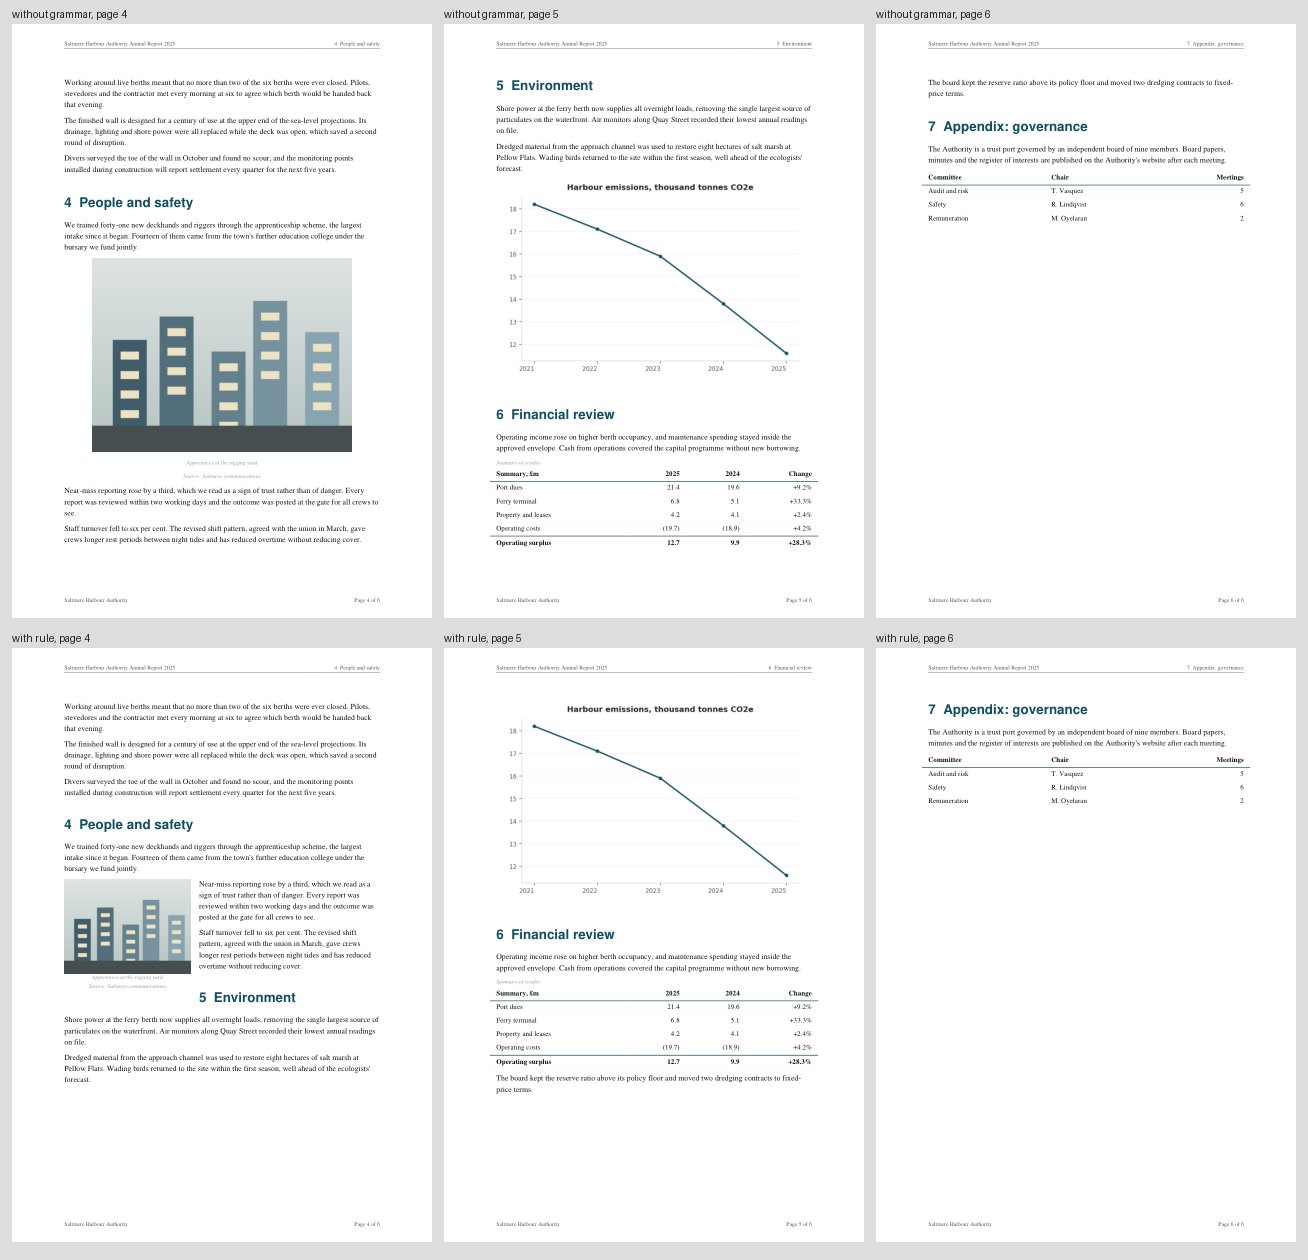 without grammar, page 4
Saltmere Harbour Authority Annual Report 2025
4 People and safety
Working around live berths meant that no more than two of the six berths were ever closed. Pilots,
stevedores and the contractor met every morning at six to agree which berth would be handed back
that evening.
The finished wall is designed for a century of use at the upper end of the sea-level projections. Its
drainage, lighting and shore power were all replaced while the deck was open, which saved a second
round of disruption.
Divers surveyed the toe of the wall in October and found no scour, and the monitoring points
installed during construction will report settlement every quarter for the next five years.
4 People and safety
We trained forty-one new deckhands and riggers through the apprenticeship scheme, the largest
intake since it began. Fourteen of them came from the town's further education college under the
bursary we fund jointly.
Apprentices at the rigging yard
Source: Saltmere communications
Near-miss reporting rose by a third, which we read as a sign of trust rather than of danger. Every
report was reviewed within two working days and the outcome was posted at the gate for all crews to
see.
Staff turnover fell to six per cent. The revised shift pattern, agreed with the union in March, gave
crews longer rest periods between night tides and has reduced overtime without reducing cover.
Saltmere Harbour Authority
Page 4 of 6
without grammar, page 5
Saltmere Harbour Authority Annual Report 2025
5 Environment
5 Environment
Shore power at the ferry berth now supplies all overnight loads, removing the single largest source of
particulates on the waterfront. Air monitors along Quay Street recorded their lowest annual readings
on file.
Dredged material from the approach channel was used to restore eight hectares of salt marsh at
Pellow Flats. Wading birds returned to the site within the first season, well ahead of the ecologists'
forecast.
Harbour emissions, thousand tonnes CO2e
18
17
16
15
14
13
12
2021 2022 2023 2024 2025
6 Financial review
Operating income rose on higher berth occupancy, and maintenance spending stayed inside the
approved envelope. Cash from operations covered the capital programme without new borrowing.
Summary of results
Summary, £m 2025 2024 Change
Port dues 21.4 19.6 +9.2%
Ferry terminal 6.8 5.1 +33.3%
Property and leases 4.2 4.1 +2.4%
Operating costs (19.7) (18.9) +4.2%
Operating surplus 12.7 9.9 +28.3%
Saltmere Harbour Authority
Page 5 of 6
without grammar, page 6
Saltmere Harbour Authority Annual Report 2025
7 Appendix: governance
The board kept the reserve ratio above its policy floor and moved two dredging contracts to fixed-
price terms.
7 Appendix: governance
The Authority is a trust port governed by an independent board of nine members. Board papers,
minutes and the register of interests are published on the Authority's website after each meeting.
Committee Chair Meetings
Audit and risk T. Vasquez 5
Safety R. Lindqvist 6
Remuneration M. Oyelaran 2
Saltmere Harbour Authority
Page 6 of 6
with rule, page 4
Saltmere Harbour Authority Annual Report 2025
4 People and safety
Working around live berths meant that no more than two of the six berths were ever closed. Pilots,
stevedores and the contractor met every morning at six to agree which berth would be handed back
that evening.
The finished wall is designed for a century of use at the upper end of the sea-level projections. Its
drainage, lighting and shore power were all replaced while the deck was open, which saved a second
round of disruption.
Divers surveyed the toe of the wall in October and found no scour, and the monitoring points
installed during construction will report settlement every quarter for the next five years.
4 People and safety
We trained forty-one new deckhands and riggers through the apprenticeship scheme, the largest
intake since it began. Fourteen of them came from the town's further education college under the
bursary we fund jointly.
Apprentices at the rigging yard
Source: Saltmere communications
Near-miss reporting rose by a third, which we read as a
sign of trust rather than of danger. Every report was
reviewed within two working days and the outcome was
posted at the gate for all crews to see.
Staff turnover fell to six per cent. The revised shift
pattern, agreed with the union in March, gave crews
longer rest periods between night tides and has reduced
overtime without reducing cover.
5 Environment
Shore power at the ferry berth now supplies all overnight loads, removing the single largest source of
particulates on the waterfront. Air monitors along Quay Street recorded their lowest annual readings
on file.
Dredged material from the approach channel was used to restore eight hectares of salt marsh at
Pellow Flats. Wading birds returned to the site within the first season, well ahead of the ecologists'
forecast.
Saltmere Harbour Authority
Page 4 of 6
with rule, page 5
Saltmere Harbour Authority Annual Report 2025
6 Financial review
Harbour emissions, thousand tonnes CO2e
18
17
16
15
14
13
12
2021 2022 2023 2024 2025
6 Financial review
Operating income rose on higher berth occupancy, and maintenance spending stayed inside the
approved envelope. Cash from operations covered the capital programme without new borrowing.
Summary of results
Summary, £m 2025 2024 Change
Port dues 21.4 19.6 +9.2%
Ferry terminal 6.8 5.1 +33.3%
Property and leases 4.2 4.1 +2.4%
Operating costs (19.7) (18.9) +4.2%
Operating surplus 12.7 9.9 +28.3%
The board kept the reserve ratio above its policy floor and moved two dredging contracts to fixed-
price terms.
Saltmere Harbour Authority
Page 5 of 6
with rule, page 6
Saltmere Harbour Authority Annual Report 2025
7 Appendix: governance
7 Appendix: governance
The Authority is a trust port governed by an independent board of nine members. Board papers,
minutes and the register of interests are published on the Authority's website after each meeting.
Committee Chair Meetings
Audit and risk T. Vasquez 5
Safety R. Lindqvist 6
Remuneration M. Oyelaran 2
Saltmere Harbour Authority
Page 6 of 6